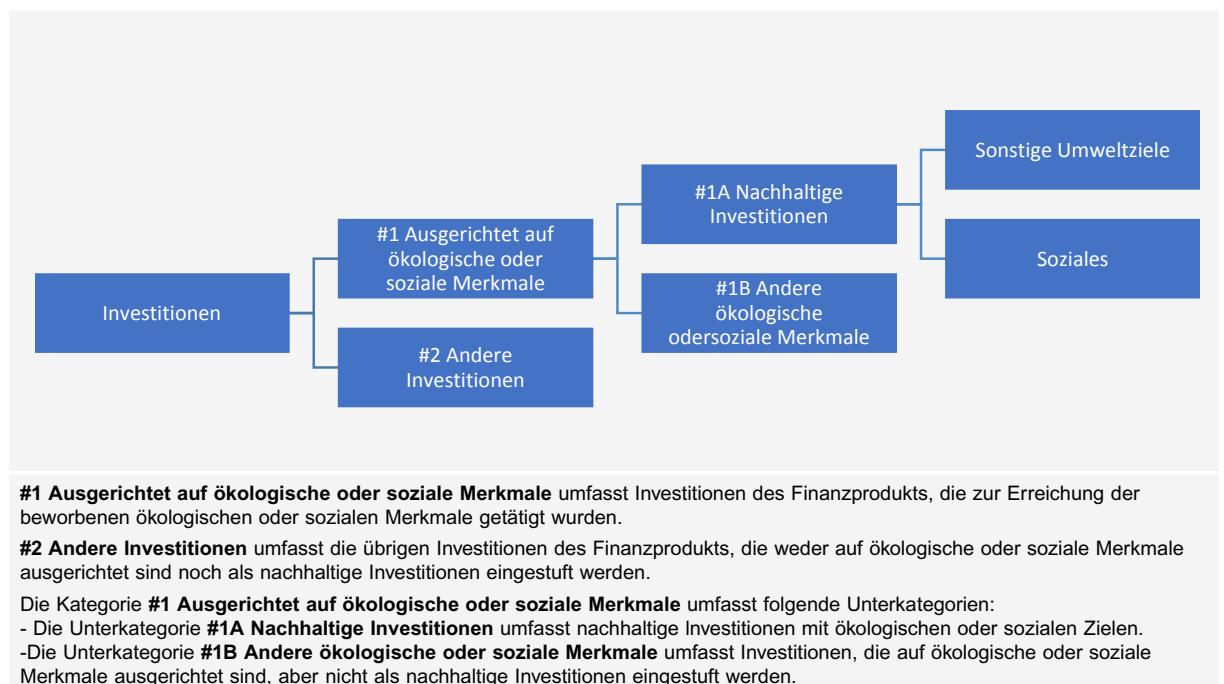 Sonstige Umweltziele
#1A Nachhaltige
Investitionen
#1 Ausgerichtet auf
ökologische oder
soziale Merkmale
Soziales
#1B Andere
ökologische
odersoziale Merkmale
Investitionen
#2 Andere
Investitionen
#1 Ausgerichtet auf ökologische oder soziale Merkmale umfasst Investitionen des Finanzprodukts, die zur Erreichung der
beworbenen ökologischen oder sozialen Merkmale getätigt wurden.
#2 Andere Investitionen umfasst die übrigen Investitionen des Finanzprodukts, die weder auf ökologische oder soziale Merkmale
ausgerichtet sind noch als nachhaltige Investitionen eingestuft werden.
Die Kategorie #1 Ausgerichtet auf ökologische oder soziale Merkmale umfasst folgende Unterkategorien:
- Die Unterkategorie #1A Nachhaltige Investitionen umfasst nachhaltige Investitionen mit ökologischen oder sozialen Zielen.
-Die Unterkategorie #1B Andere ökologische oder soziale Merkmale umfasst Investitionen, die auf ökologische oder soziale
Merkmale ausgerichtet sind, aber nicht als nachhaltige Investitionen eingestuft werden.